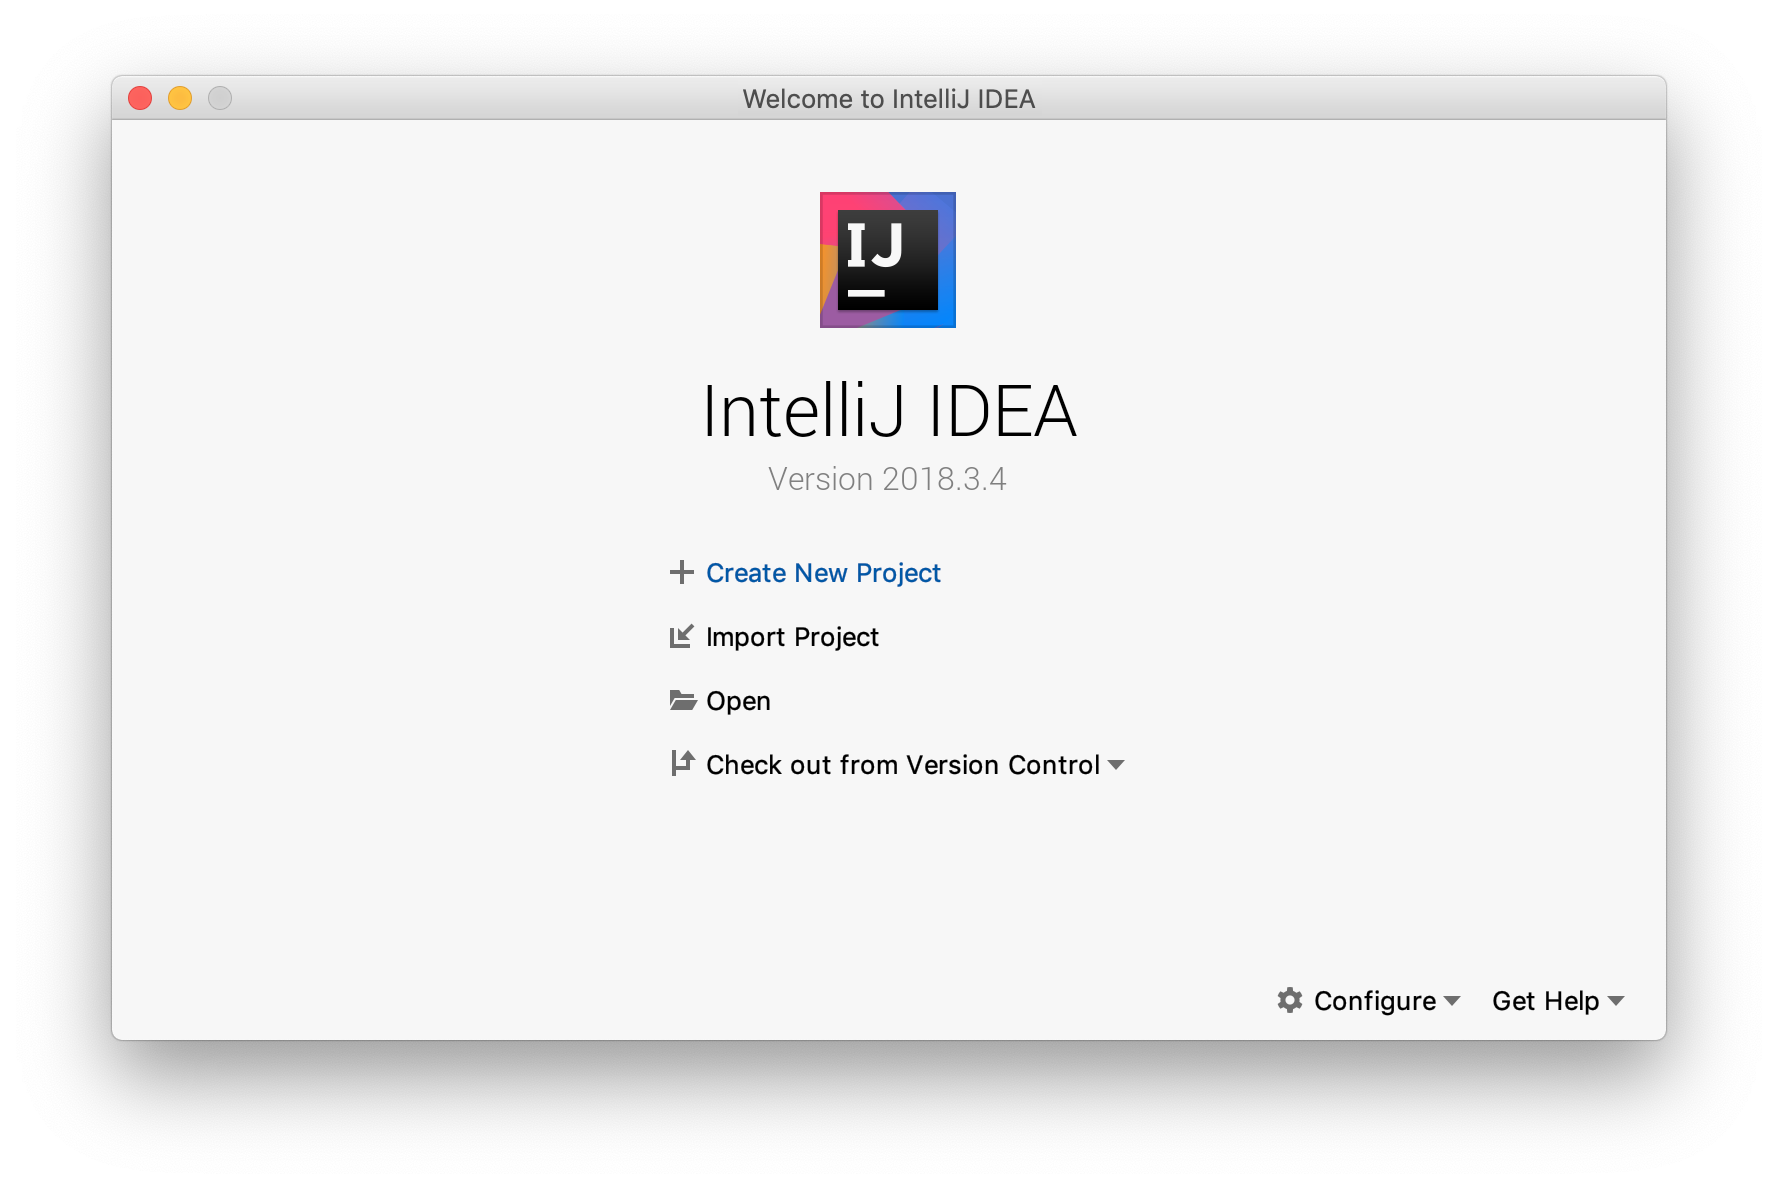 Welcome to IntelliJ IDEA
IJ
IntelliJ IDEA
Version 2018.3.4
Create New Project
Import Project
Open
Check out from Version Control
Configure
Get Help